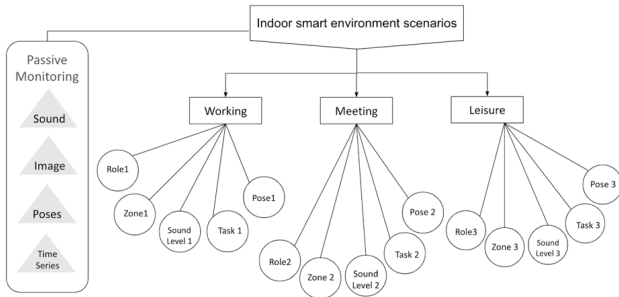 Indoor smart environment scenarios
Passive
Monitoring
Sound
Image
Poses
Time
Series
Working
Meeting
Leisure
Role1
Zone1
Sound
Level 1
Task 1
Pose1
Role2
Zone 2
Sound
Level 2
Task 2
Pose 2
Role3
Zone 3
Sound
Level 3
Task 3
Pose 3